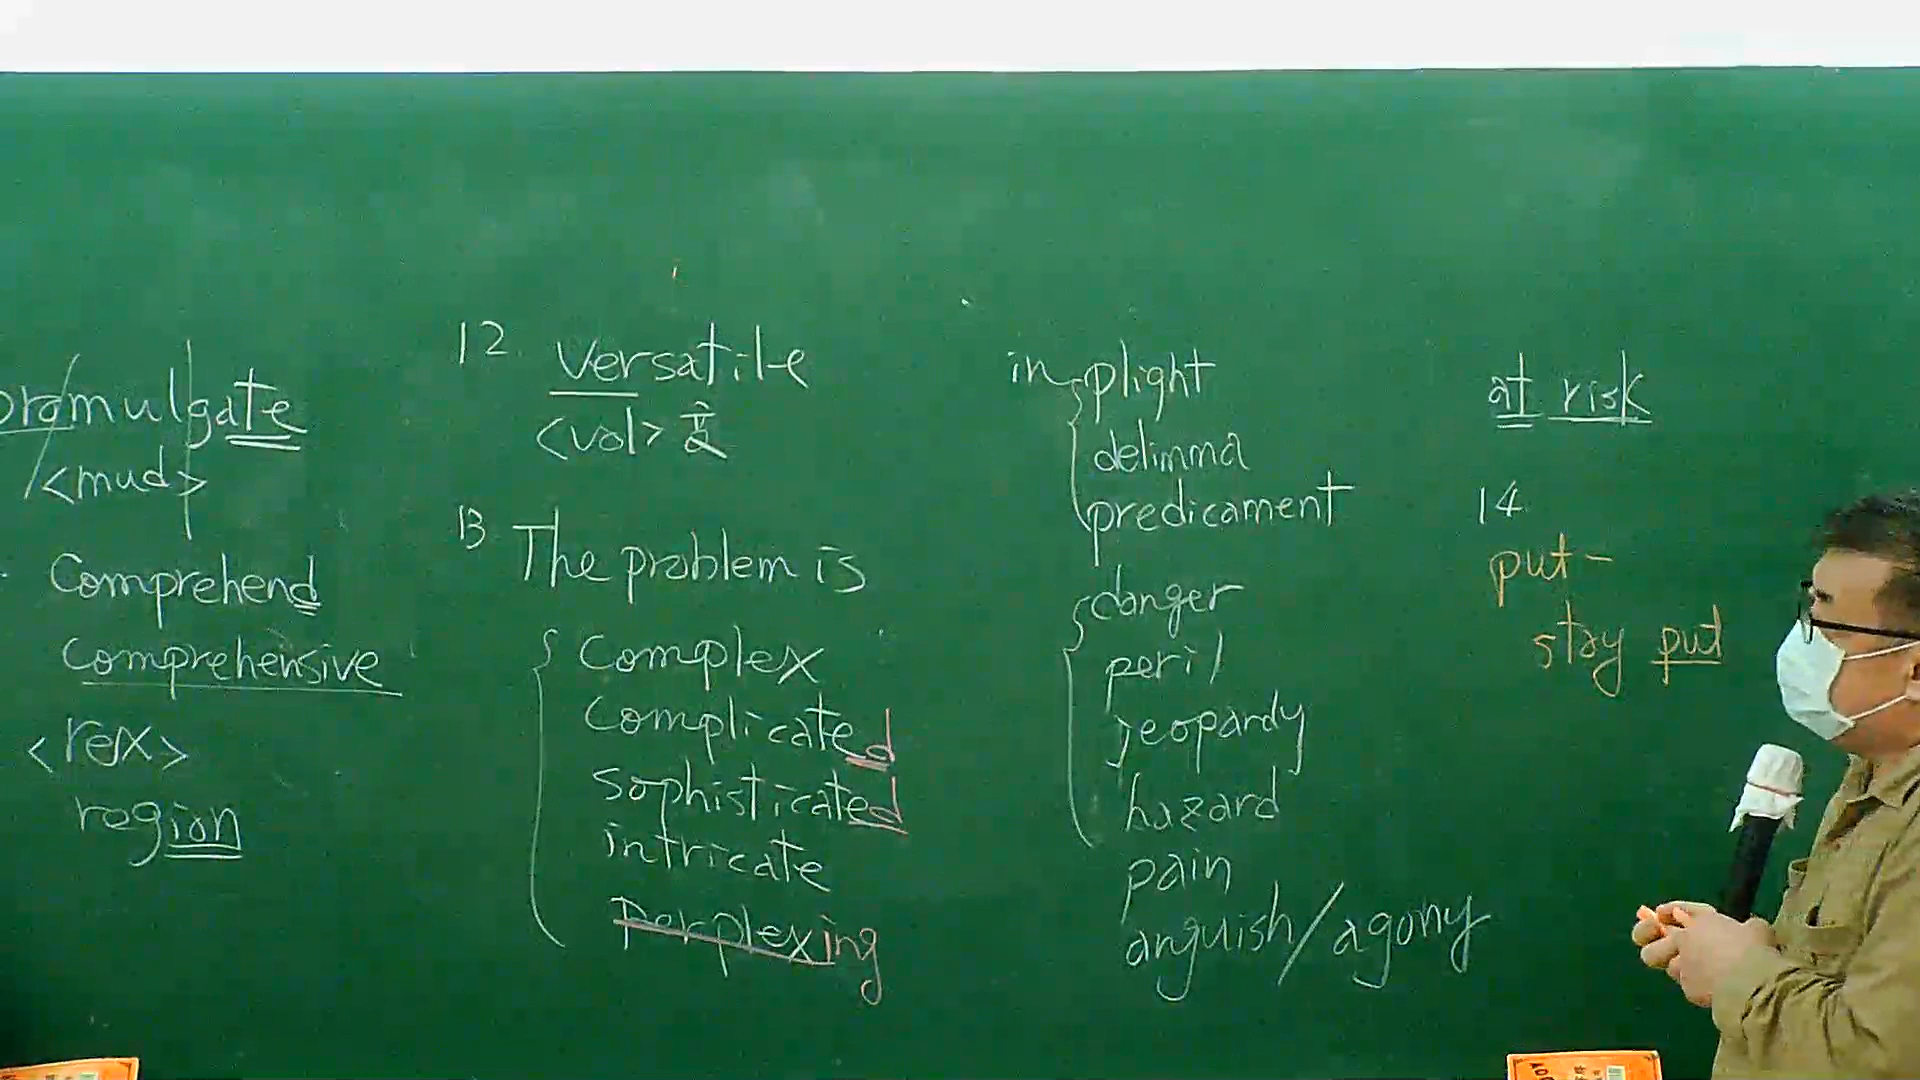 promulgate
<mud>
Comprehend
comprehensive
<rex>
region
12 versatile
<vol>
13 The problem is
complex
complicated
sophisticated
intricate
perplexing
in plight
delimma
predicament
danger
peril
jeopardy
hazard
pain
anguish/agony
at risk
14
put-
stay put